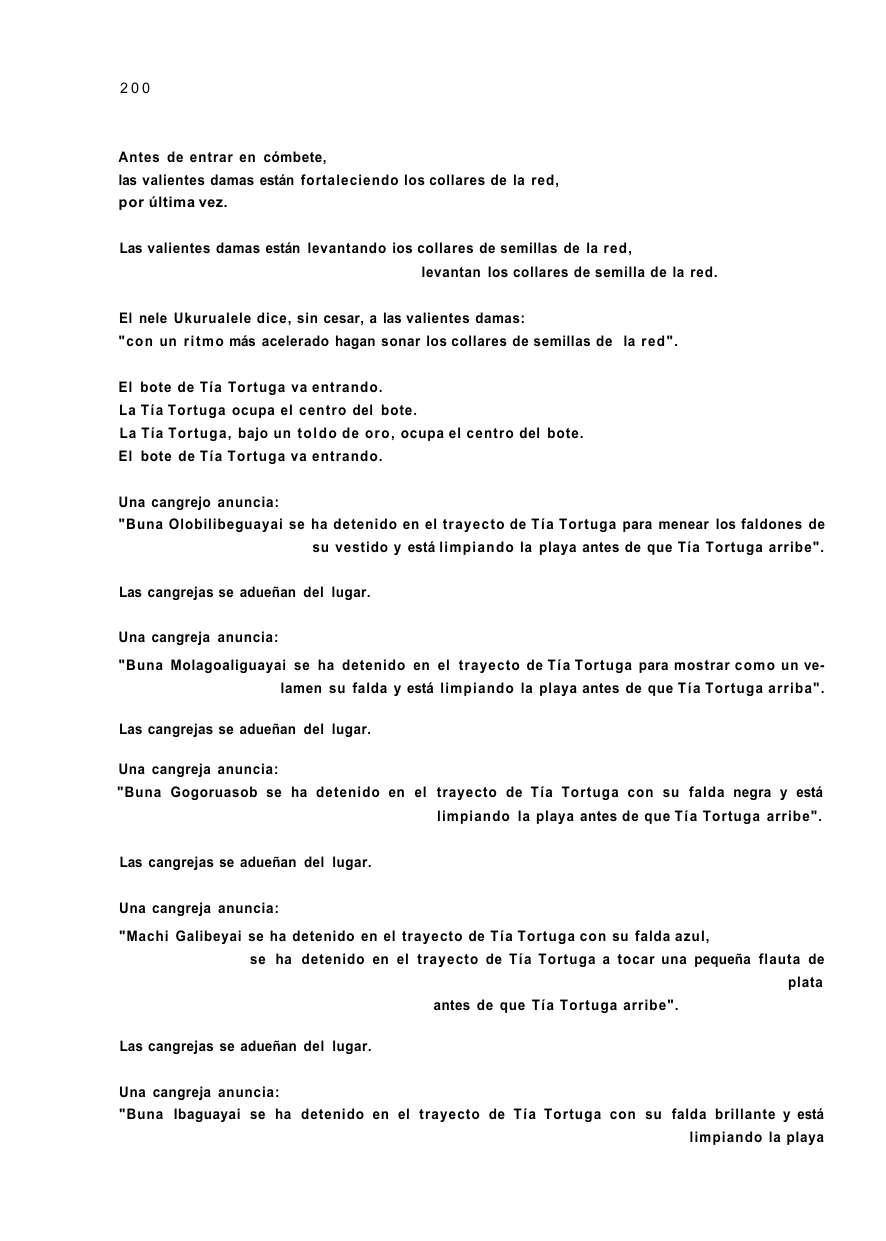 200
Antes de entrar en cómbete,
las valientes damas están fortaleciendo los collares de la red,
por última vez.
Las valientes damas están levantando ios collares de semillas de la red,
levantan los collares de semilla de la red.
El nele Ukurualele dice, sin cesar, a las valientes damas:
"con un ritmo más acelerado hagan sonar los collares de semillas de la red".
El bote de Tía Tortuga va entrando.
La Tía Tortuga ocupa el centro del bote.
La Tía Tortuga, bajo un toldo de oro, ocupa el centro del bote.
El bote de Tía Tortuga va entrando.
Una cangrejo anuncia:
"Buna Olobilibeguayai se ha detenido en el trayecto de Tía Tortuga para menear los faldones de
su vestido y está limpiando la playa antes de que Tía Tortuga arribe".
Las cangrejas se adueñan del lugar.
Una cangreja anuncia:
"Buna Molagoaliguayai se ha detenido en el trayecto de Tía Tortuga para mostrar como un ve-
lamen su falda y está limpiando la playa antes de que Tía Tortuga arriba".
Las cangrejas se adueñan del lugar.
Una cangreja anuncia:
"Buna Gogoruasob se ha detenido en el trayecto de Tía Tortuga con su falda negra y está
limpiando la playa antes de que Tía Tortuga arribe".
Las cangrejas se adueñan del lugar.
Una cangreja anuncia:
"Machi Galibeyai se ha detenido en el trayecto de Tía Tortuga con su falda azul,
se ha detenido en el trayecto de Tía Tortuga a tocar una pequeña flauta de
plata
antes de que Tía Tortuga arribe".
Las cangrejas se adueñan del lugar.
Una cangreja anuncia:
"Buna Ibaguayai se ha detenido en el trayecto de Tía Tortuga con su falda brillante y está
limpiando la playa